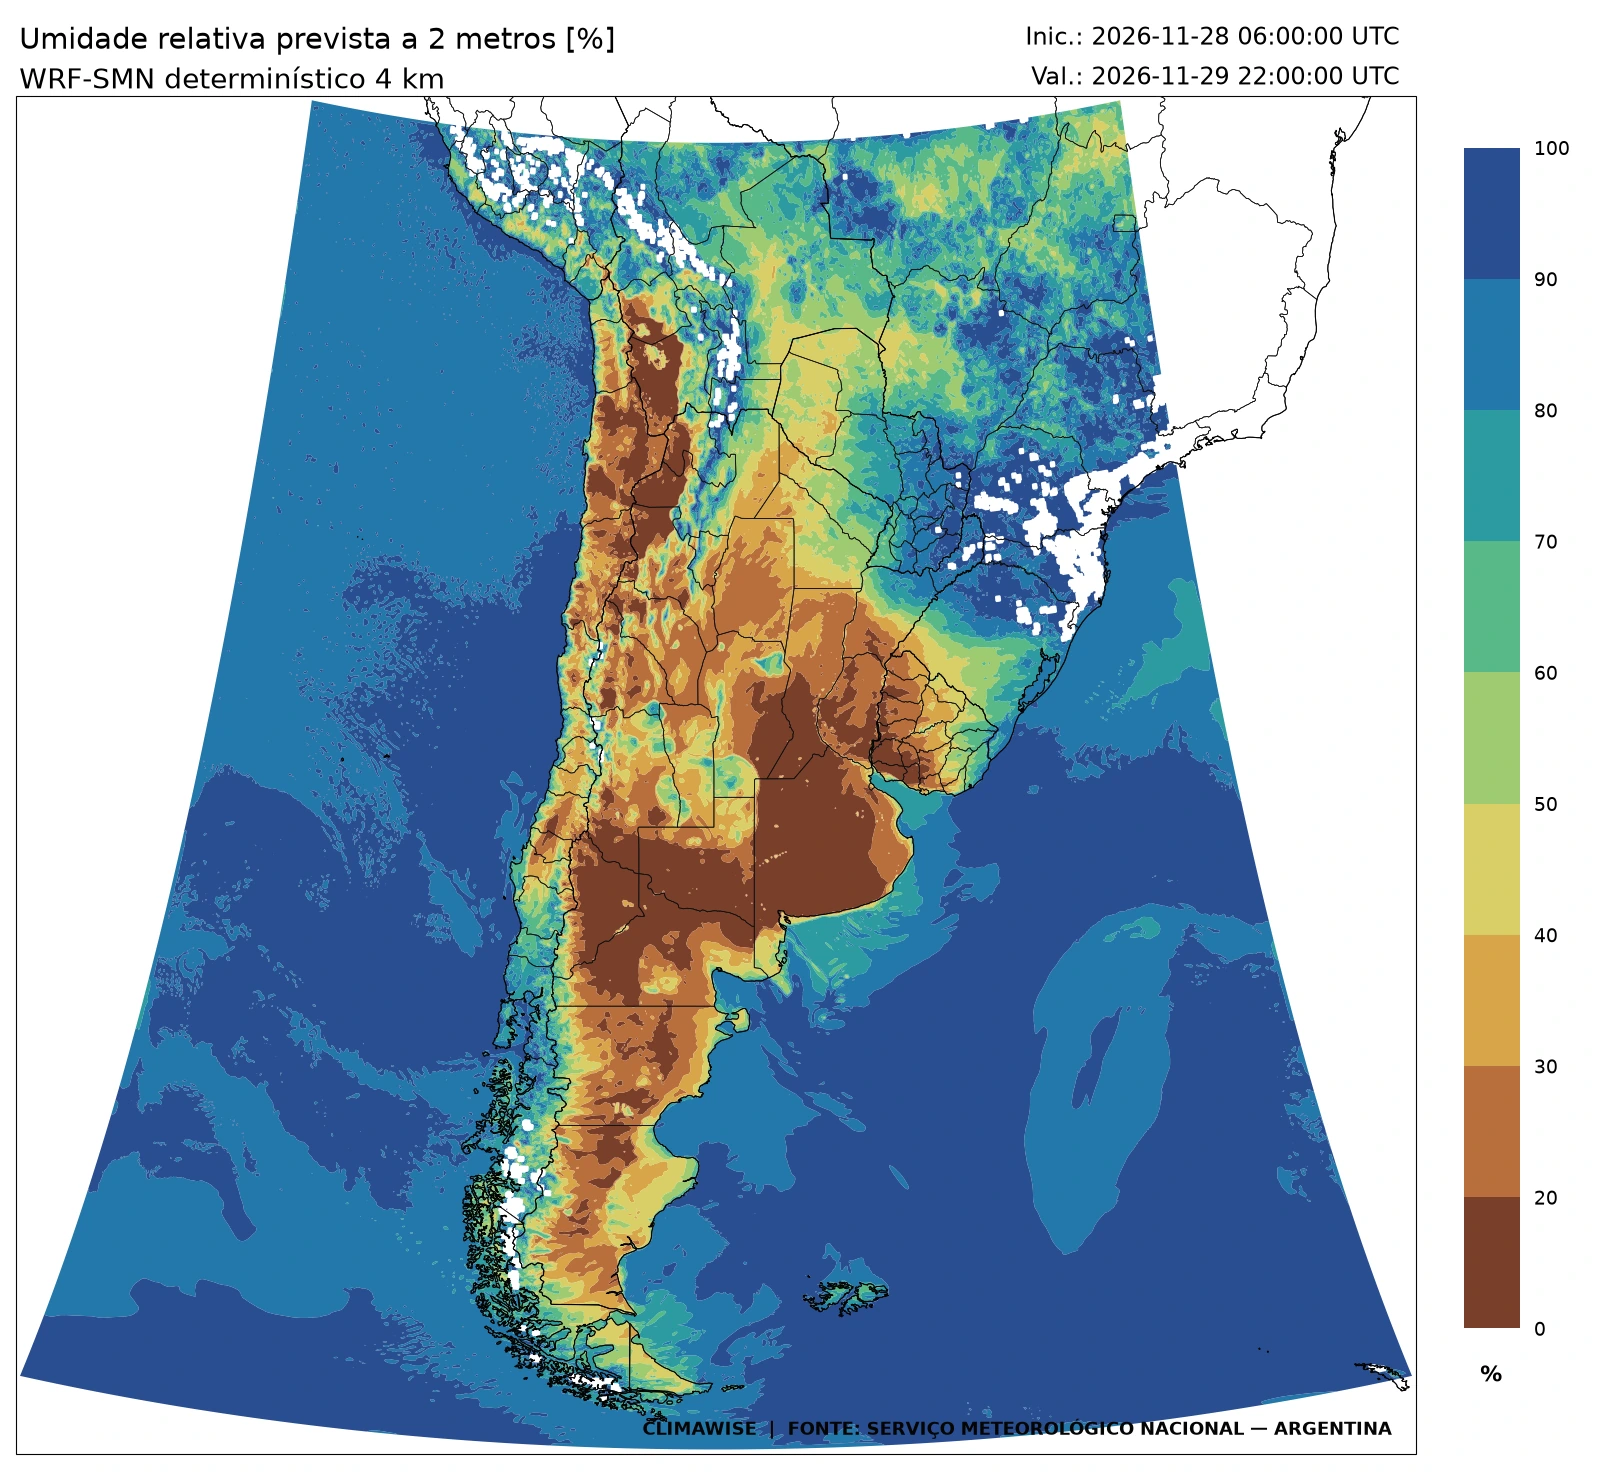 Umidade relativa prevista a 2 metros [%]
WRF-SMN determinístico 4 km
Inic.: 2026-11-28 06:00:00 UTC
Val.: 2026-11-29 22:00:00 UTC
100
90
80
70
60
50
40
30
20
0
%
CLIMAWISE | FONTE: SERVIÇO METEOROLÓGICO NACIONAL — ARGENTINA